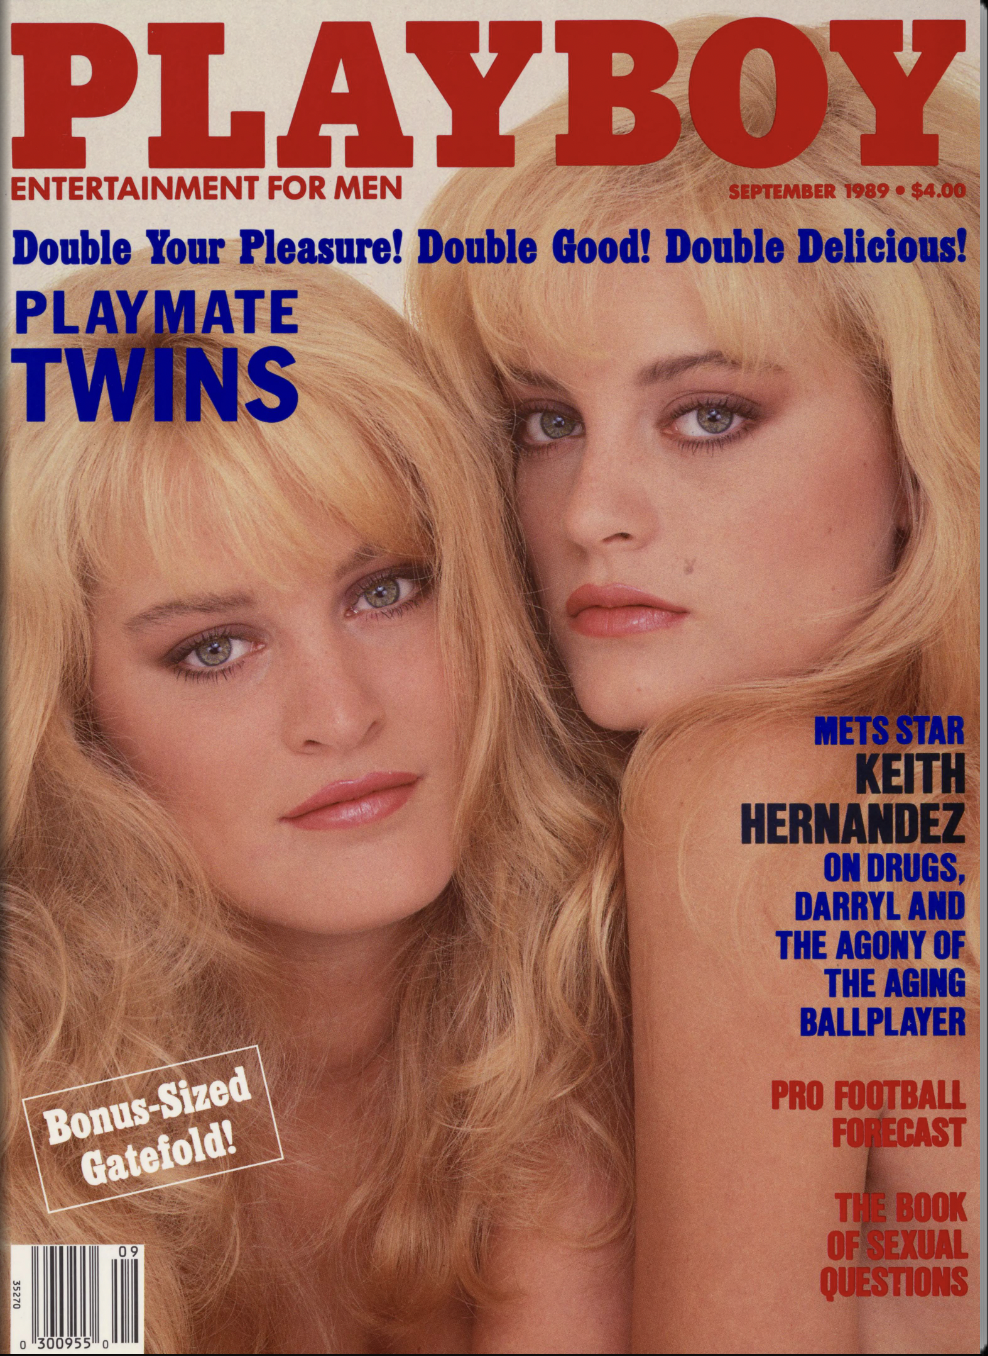 PLAYBOY
ENTERTAINMENT FOR MEN
SEPTEMBER 1989 • $4.00
Double Your Pleasure! Double Good! Double Delicious!
PLAYMATE
TWINS
METS STAR
KEITH
HERNANDEZ
ON DRUGS,
DARRYL AND
THE AGONY OF
THE AGING
BALLPLAYER
PRO FOOTBALL
FORECAST
THE BOOK
OF SEXUAL
QUESTIONS
Bonus-Sized
Gatefold!
09
35270
0 300955 0